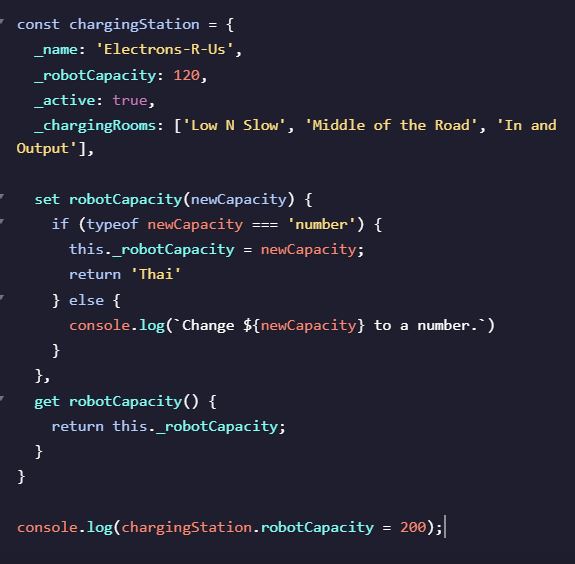 const chargingStation = {
  _name: 'Electrons-R-Us',
  _robotCapacity: 120,
  _active: true,
  _chargingRooms: ['Low N Slow', 'Middle of the Road', 'In and
Output'],

  set robotCapacity(newCapacity) {
    if (typeof newCapacity === 'number') {
      this._robotCapacity = newCapacity;
      return 'Thai'
    } else {
      console.log(`Change ${newCapacity} to a number.`)
    }
  },
  get robotCapacity() {
    return this._robotCapacity;
  }
}

console.log(chargingStation.robotCapacity = 200);